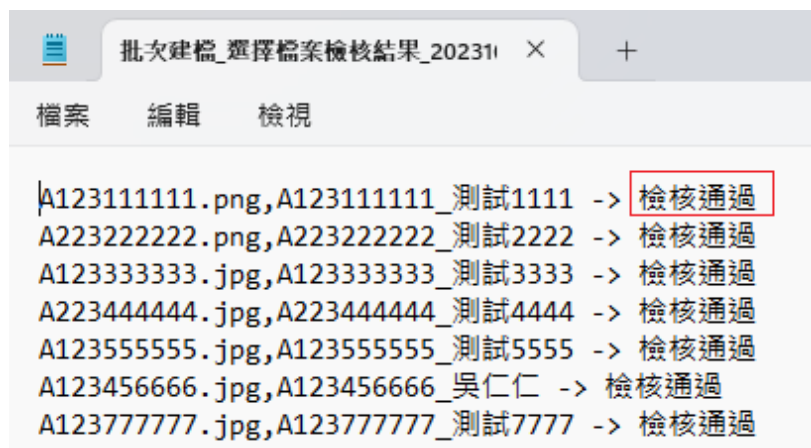 批次建檔_選擇檔案檢核結果_202310
檔案 編輯 檢視
A123111111.png,A123111111_測試1111 -> 檢核通過
A223222222.png,A223222222_測試2222 -> 檢核通過
A123333333.jpg,A123333333_測試3333 -> 檢核通過
A223444444.jpg,A223444444_測試4444 -> 檢核通過
A123555555.jpg,A123555555_測試5555 -> 檢核通過
A123456666.jpg,A123456666_吳仁仁 -> 檢核通過
A123777777.jpg,A123777777_測試7777 -> 檢核通過